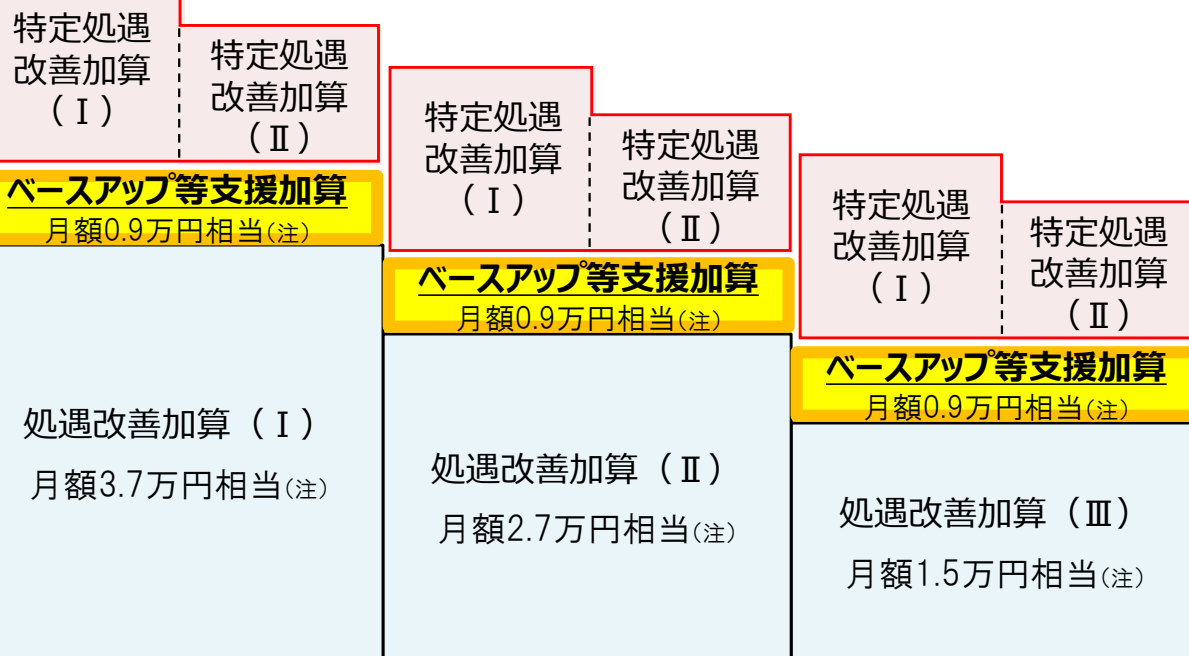 特定処遇
改善加算
（Ⅰ）
特定処遇
改善加算
（Ⅱ）
ベースアップ等支援加算
月額0.9万円相当(注)
処遇改善加算（Ⅰ）
月額3.7万円相当(注)
特定処遇
改善加算
（Ⅰ）
特定処遇
改善加算
（Ⅱ）
ベースアップ等支援加算
月額0.9万円相当(注)
処遇改善加算（Ⅱ）
月額2.7万円相当(注)
特定処遇
改善加算
（Ⅰ）
特定処遇
改善加算
（Ⅱ）
ベースアップ等支援加算
月額0.9万円相当(注)
処遇改善加算（Ⅲ）
月額1.5万円相当(注)